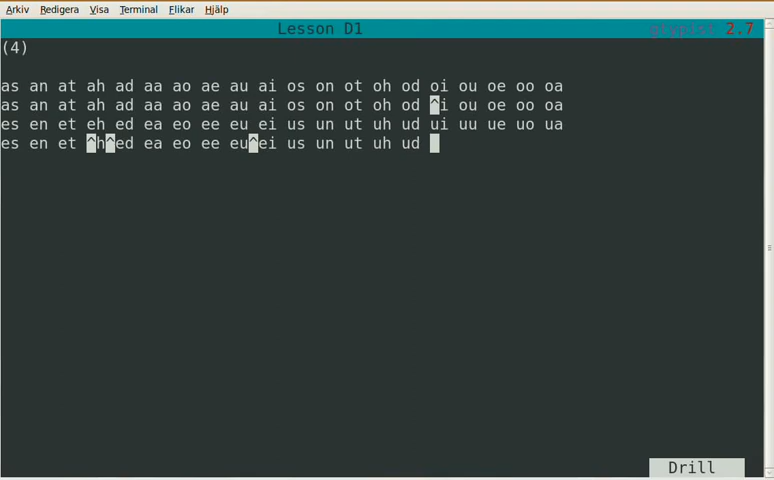 Arkiv Redigera Visa Terminal Flikar Hjälp
Lesson D1 gtypist 2.7
(4)
as an at ah ad aa ao ae au ai os on ot oh od oi ou oe oo oa
as an at ah ad aa ao ae au ai os on ot oh od ^i ou oe oo oa
es en et eh ed ea eo ee eu ei us un ut uh ud ui uu ue uo ua
es en et ^h^ed ea eo ee eu^ei us un ut uh ud
Drill